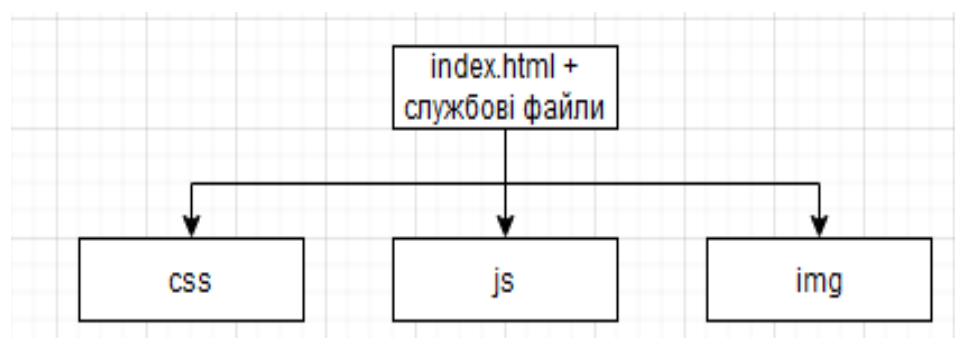 index.html +
службові файли
css
js
img